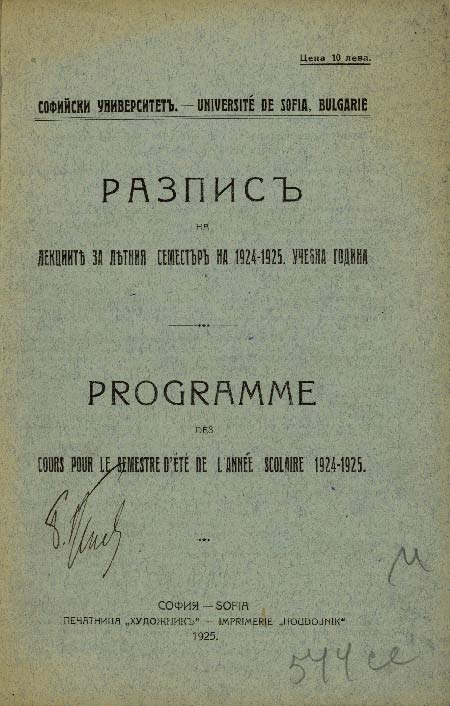 Цена 10 лева.
СОФИЙСКИ УНИВЕРСИТЕТЪ. — UNIVERSITÉ DE SOFIA, BULGARIE
РАЗПИСЪ
НА
ЛЕКЦИИТѢ ЗА ЛѢТНИЯ СЕМЕСТЪРЪ НА 1924-1925. УЧЕБНА ГОДИНА
PROGRAMME
DES
COURS POUR LE SEMESTRE D'ÉTÉ DE L'ANNÉE SCOLAIRE 1924-1925.
СОФИЯ — SOFIA
ПЕЧАТНИЦА „ХУДОЖНИКЪ" — IMPRIMERIE „HOUDOJNIK"
1925.